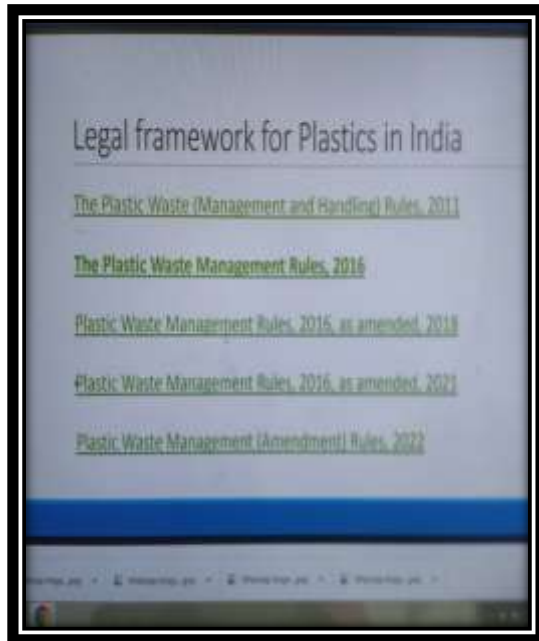 Legal framework for Plastics in India
The Plastic Waste (Management and Handling) Rules, 2011
The Plastic Waste Management Rules, 2016
Plastic Waste Management Rules, 2016, as amended, 2018
Plastic Waste Management Rules, 2016, as amended, 2021
Plastic Waste Management (Amendment) Rules, 2022